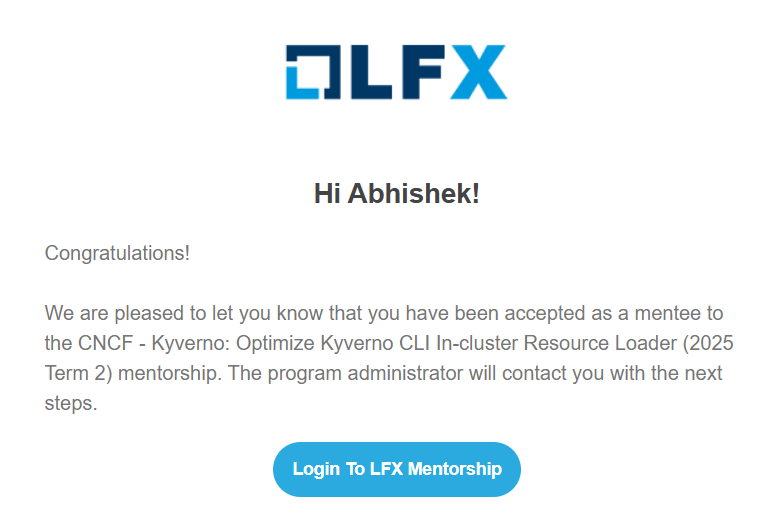 LFX
Hi Abhishek!
Congratulations!
We are pleased to let you know that you have been accepted as a mentee to
the CNCF - Kyverno: Optimize Kyverno CLI In-cluster Resource Loader (2025
Term 2) mentorship. The program administrator will contact you with the next
steps.
Login To LFX Mentorship